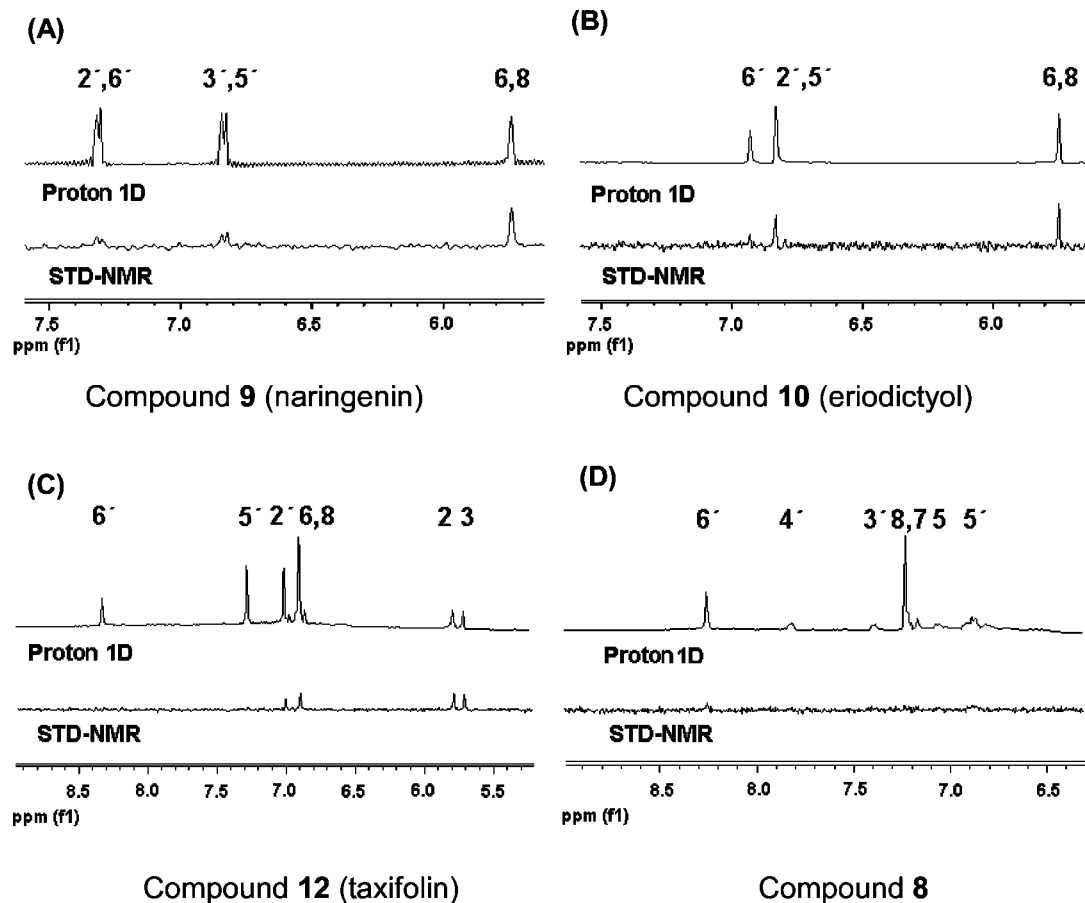 (A)
2´,6´ 3´,5´ 6,8
Proton 1D
STD-NMR
7.5 7.0 6.5 6.0
ppm (f1)
Compound 9 (naringenin)
(B)
6´ 2´,5´ 6,8
Proton 1D
STD-NMR
7.5 7.0 6.5 6.0
ppm (f1)
Compound 10 (eriodictyol)
(C)
6´ 5´ 2´ 6,8 2 3
Proton 1D
STD-NMR
8.5 8.0 7.5 7.0 6.5 6.0 5.5
ppm (f1)
Compound 12 (taxifolin)
(D)
6´ 4´ 3´ 8,7 5 5´
Proton 1D
STD-NMR
8.5 8.0 7.5 7.0 6.5
ppm (f1)
Compound 8